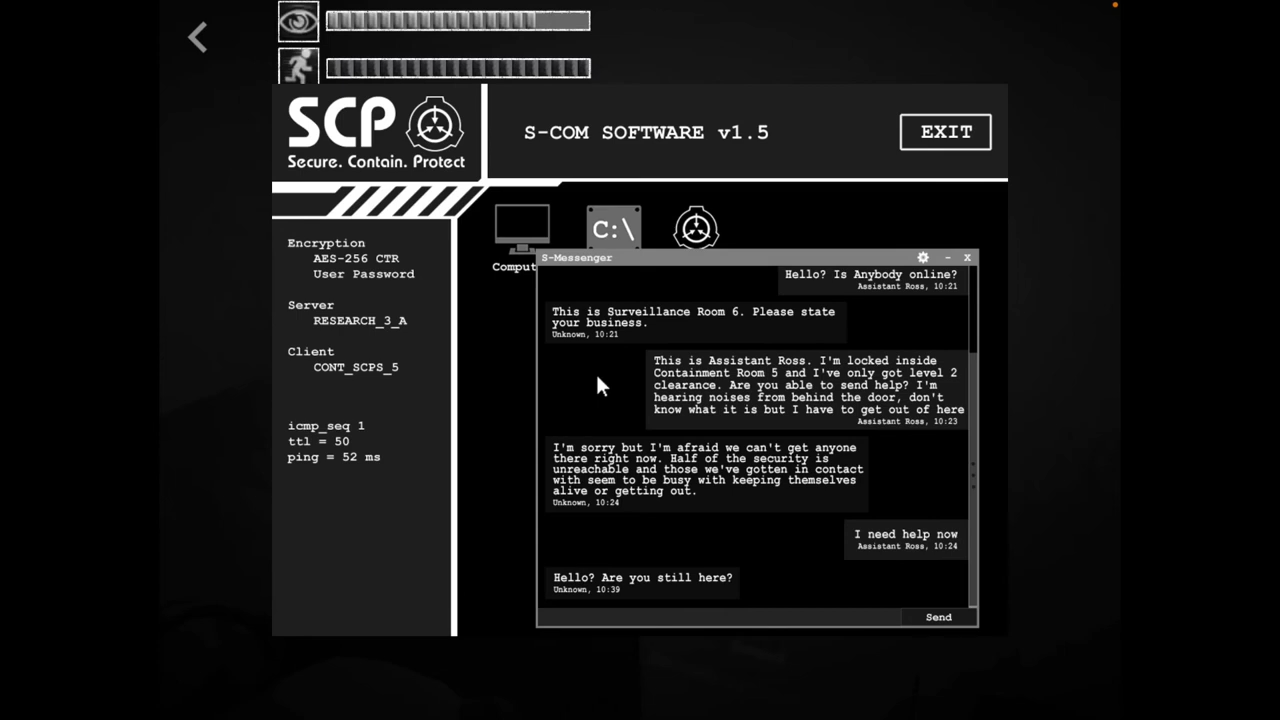 SCP
Secure. Contain. Protect
S-COM SOFTWARE v1.5
EXIT
Encryption
AES-256 CTR
User Password
Server
RESEARCH_3_A
Client
CONT_SCPS_5
icmp_seq 1
ttl = 50
ping = 52 ms
C:\
Comput
S-Messenger
- X
Hello? Is Anybody online?
Assistant Ross, 10:21
This is Surveillance Room 6. Please state
your business.
Unknown, 10:21
This is Assistant Ross. I'm locked inside
Containment Room 5 and I've only got level 2
clearance. Are you able to send help? I'm
hearing noises from behind the door, don't
know what it is but I have to get out of here
Assistant Ross, 10:23
I'm sorry but I'm afraid we can't get anyone
there right now. Half of the security is
unreachable and those we've gotten in contact
with seem to be busy with keeping themselves
alive or getting out.
Unknown, 10:24
I need help now
Assistant Ross, 10:24
Hello? Are you still here?
Unknown, 10:39
Send